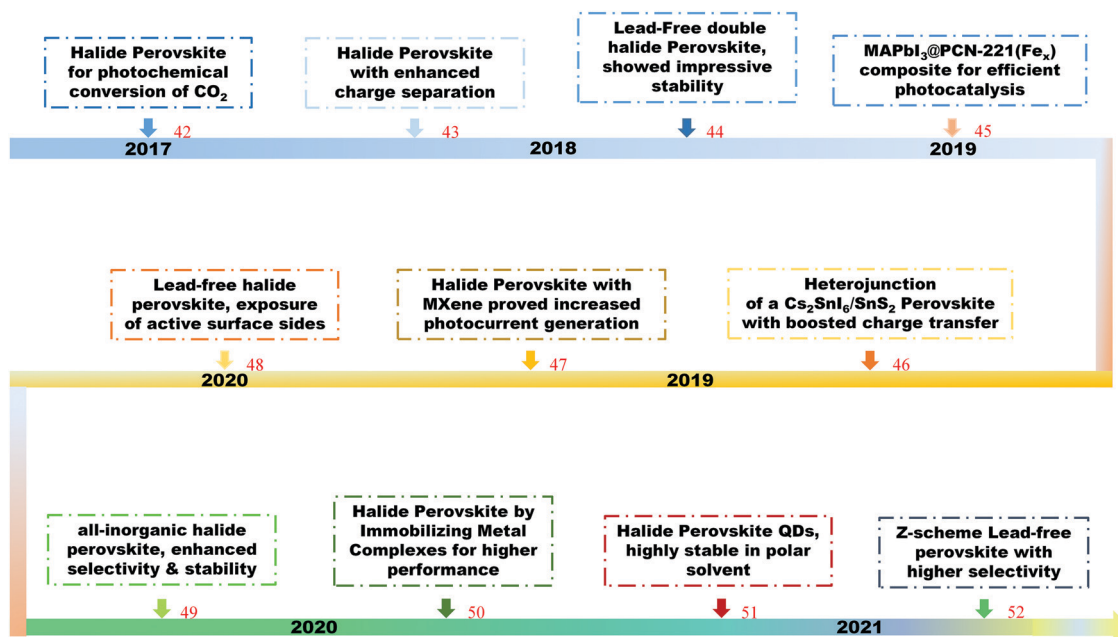 Halide Perovskite
for photochemical
conversion of CO₂
Halide Perovskite
with enhanced
charge separation
Lead-Free double
halide Perovskite,
showed impressive
stability
MAPbI₃@PCN-221(Feₓ)
composite for efficient
photocatalysis
42
43
44
45
2017
2018
2019
Lead-free halide
perovskite, exposure
of active surface sides
Halide Perovskite with
MXene proved increased
photocurrent generation
Heterojunction
of a Cs₂SnI₆/SnS₂ Perovskite
with boosted charge transfer
48
47
46
2020
2019
all-inorganic halide
perovskite, enhanced
selectivity & stability
Halide Perovskite by
Immobilizing Metal
Complexes for higher
performance
Halide Perovskite QDs,
highly stable in polar
solvent
Z-scheme Lead-free
perovskite with
higher selectivity
49
50
51
52
2020
2021